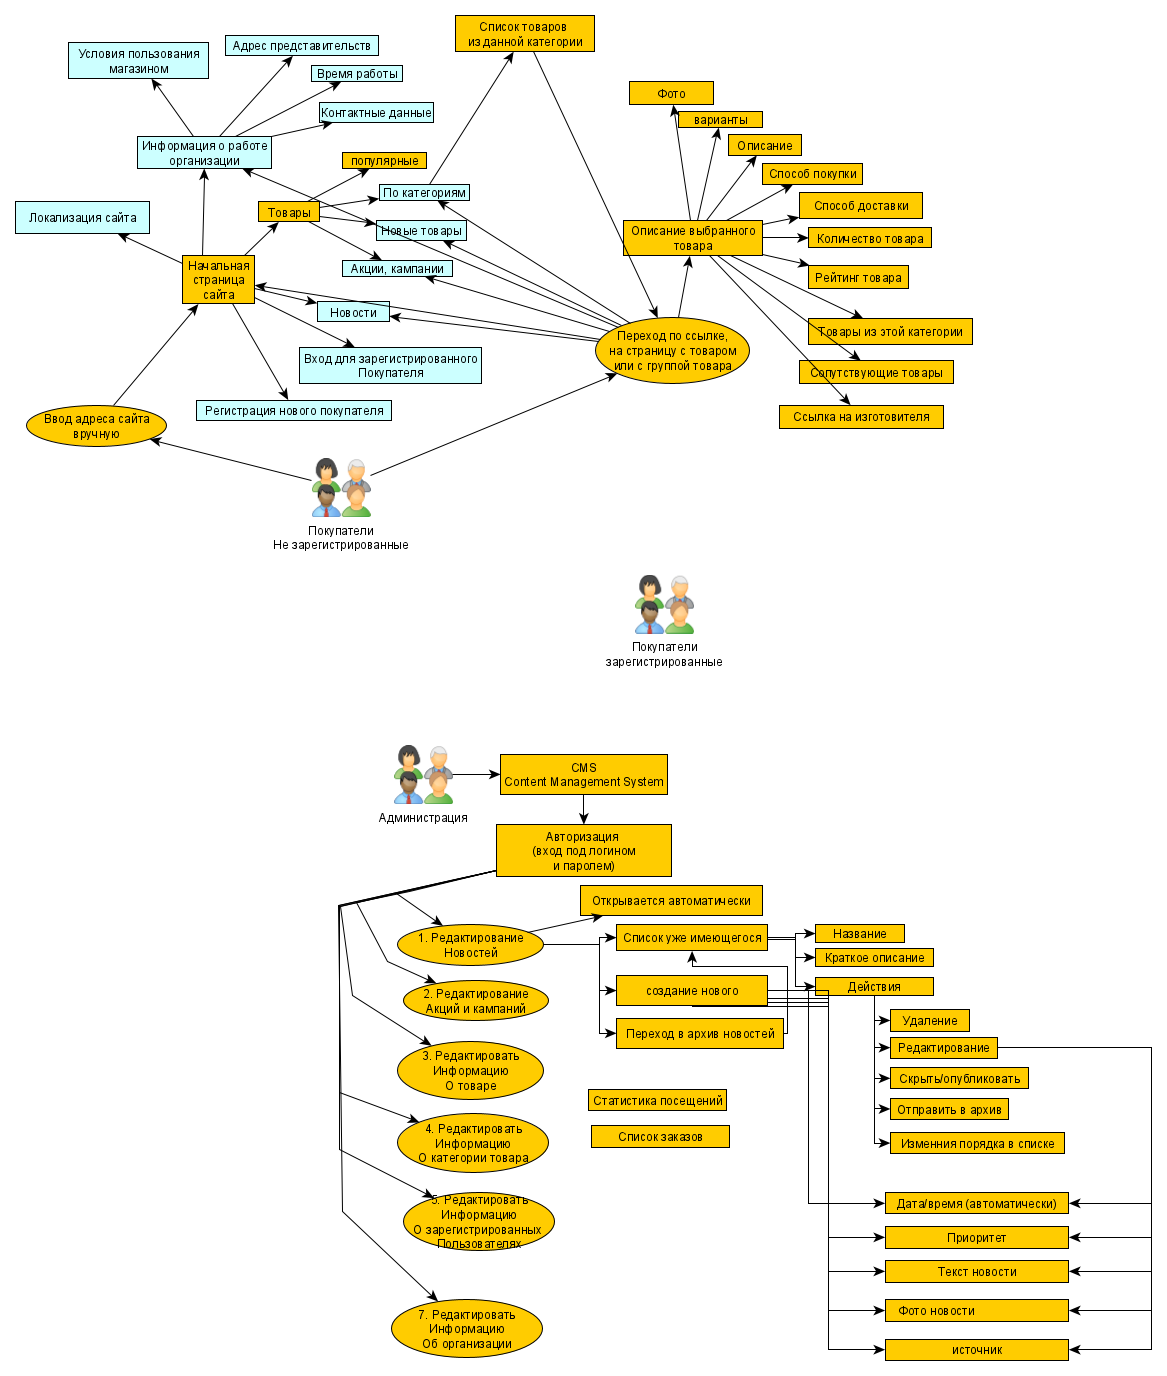 Список товаров
из данной категории
Условия пользования
магазином
Адрес представительств
Время работы
Контактные данные
Информация о работе
организации
популярные
По категориям
Товары
Новые товары
Локализация сайта
Акции, кампании
Начальная
страница
сайта
Новости
Вход для зарегистрированного
Покупателя
Регистрация нового покупателя
Ввод адреса сайта
вручную
Фото
варианты
Описание
Способ покупки
Способ доставки
Описание выбранного
товара
Количество товара
Рейтинг товара
Товары из этой категории
Сопутствующие товары
Ссылка на изготовителя
Переход по ссылке,
на страницу с товаром
или с группой товара
Покупатели
Не зарегистрированные
Покупатели
зарегистрированные
Администрация
CMS
Content Management System
Авторизация
(вход под логином
и паролем)
Открывается автоматически
1. Редактирование
Новостей
Список уже имеющегося
Название
Краткое описание
Действия
2. Редактирование
Акций и кампаний
создание нового
Переход в архив новостей
Удаление
Редактирование
Скрыть/опубликовать
Отправить в архив
Изменния порядка в списке
3. Редактировать
Информацию
О товаре
Статистика посещений
Список заказов
4. Редактировать
Информацию
О категории товара
5. Редактировать
Информацию
О зарегистрированных
Пользователях
Дата/время (автоматически)
Приоритет
Текст новости
Фото новости
источник
7. Редактировать
Информацию
Об организации